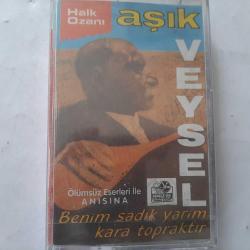 Halk
Ozanı
aşık
VEYSEL
Ölümsüz Eserleri İle
ANISINA
Benim sadık yarim
kara topraktır